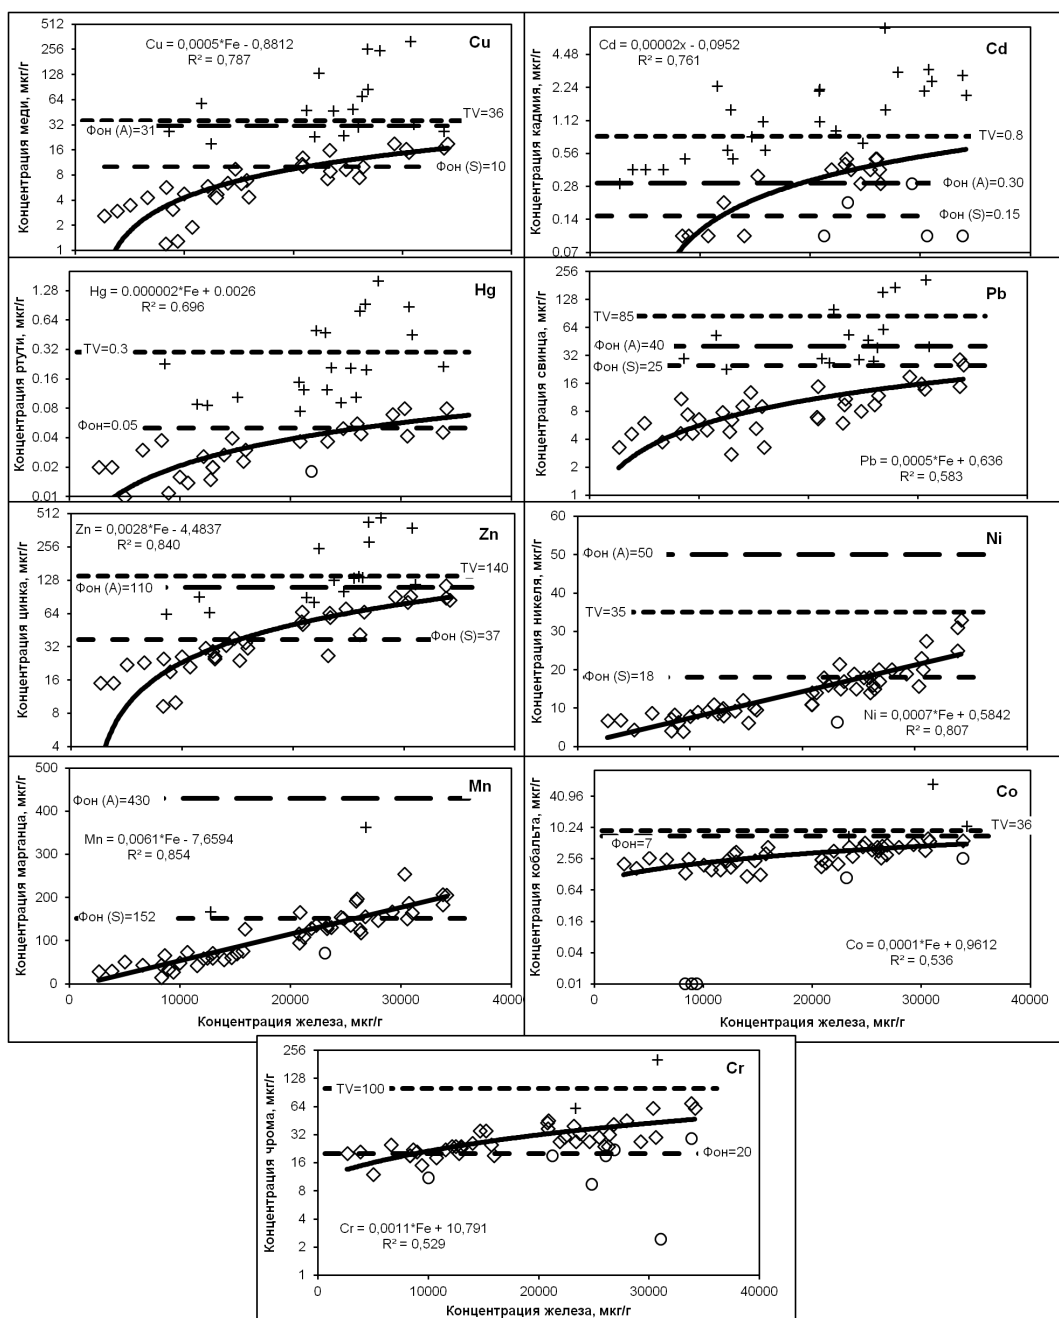 Концентрация меди, мкг/г
512
256
128
64
32
16
8
4
2
1
Cu = 0,0005*Fe - 0,8812
R² = 0,787
Cu
TV=36
Фон (A)=31
Фон (S)=10
Концентрация кадмия, мкг/г
4.48
2.24
1.12
0.56
0.28
0.14
0.07
Cd = 0,00002x - 0,0952
R² = 0,761
Cd
TV=0.8
Фон (A)=0.30
Фон (S)=0.15
Концентрация ртути, мкг/г
1.28
0.64
0.32
0.16
0.08
0.04
0.02
0.01
Hg = 0.000002*Fe + 0.0026
R² = 0.696
Hg
TV=0.3
Фон=0.05
Концентрация свинца, мкг/г
256
128
64
32
16
8
4
2
1
Pb
TV=85
Фон (A)=40
Фон (S)=25
Pb = 0,0005*Fe + 0,636
R² = 0,583
Концентрация цинка, мкг/г
512
256
128
64
32
16
8
4
Zn = 0,0028*Fe - 4,4837
R² = 0,840
Zn
TV=140
Фон (A)=110
Фон (S)=37
Концентрация никеля, мкг/г
60
50
40
30
20
10
0
Ni
Фон (A)=50
TV=35
Фон (S)=18
Ni = 0,0007*Fe + 0,5842
R² = 0,807
Концентрация марганца, мкг/г
500
400
300
200
100
0
Mn
Фон (A)=430
Mn = 0,0061*Fe - 7,6594
R² = 0,854
Фон (S)=152
0 10000 20000 30000 40000
Концентрация железа, мкг/г
Концентрация кобальта, мкг/г
40.96
10.24
2.56
0.64
0.16
0.04
0.01
Co
TV=36
Фон=7
Co = 0,0001*Fe + 0,9612
R² = 0,536
0 10000 20000 30000 40000
Концентрация железа, мкг/г
Концентрация хрома, мкг/г
256
128
64
32
16
8
4
2
1
Cr
TV=100
Фон=20
Cr = 0,0011*Fe + 10,791
R² = 0,529
0 10000 20000 30000 40000
Концентрация железа, мкг/г